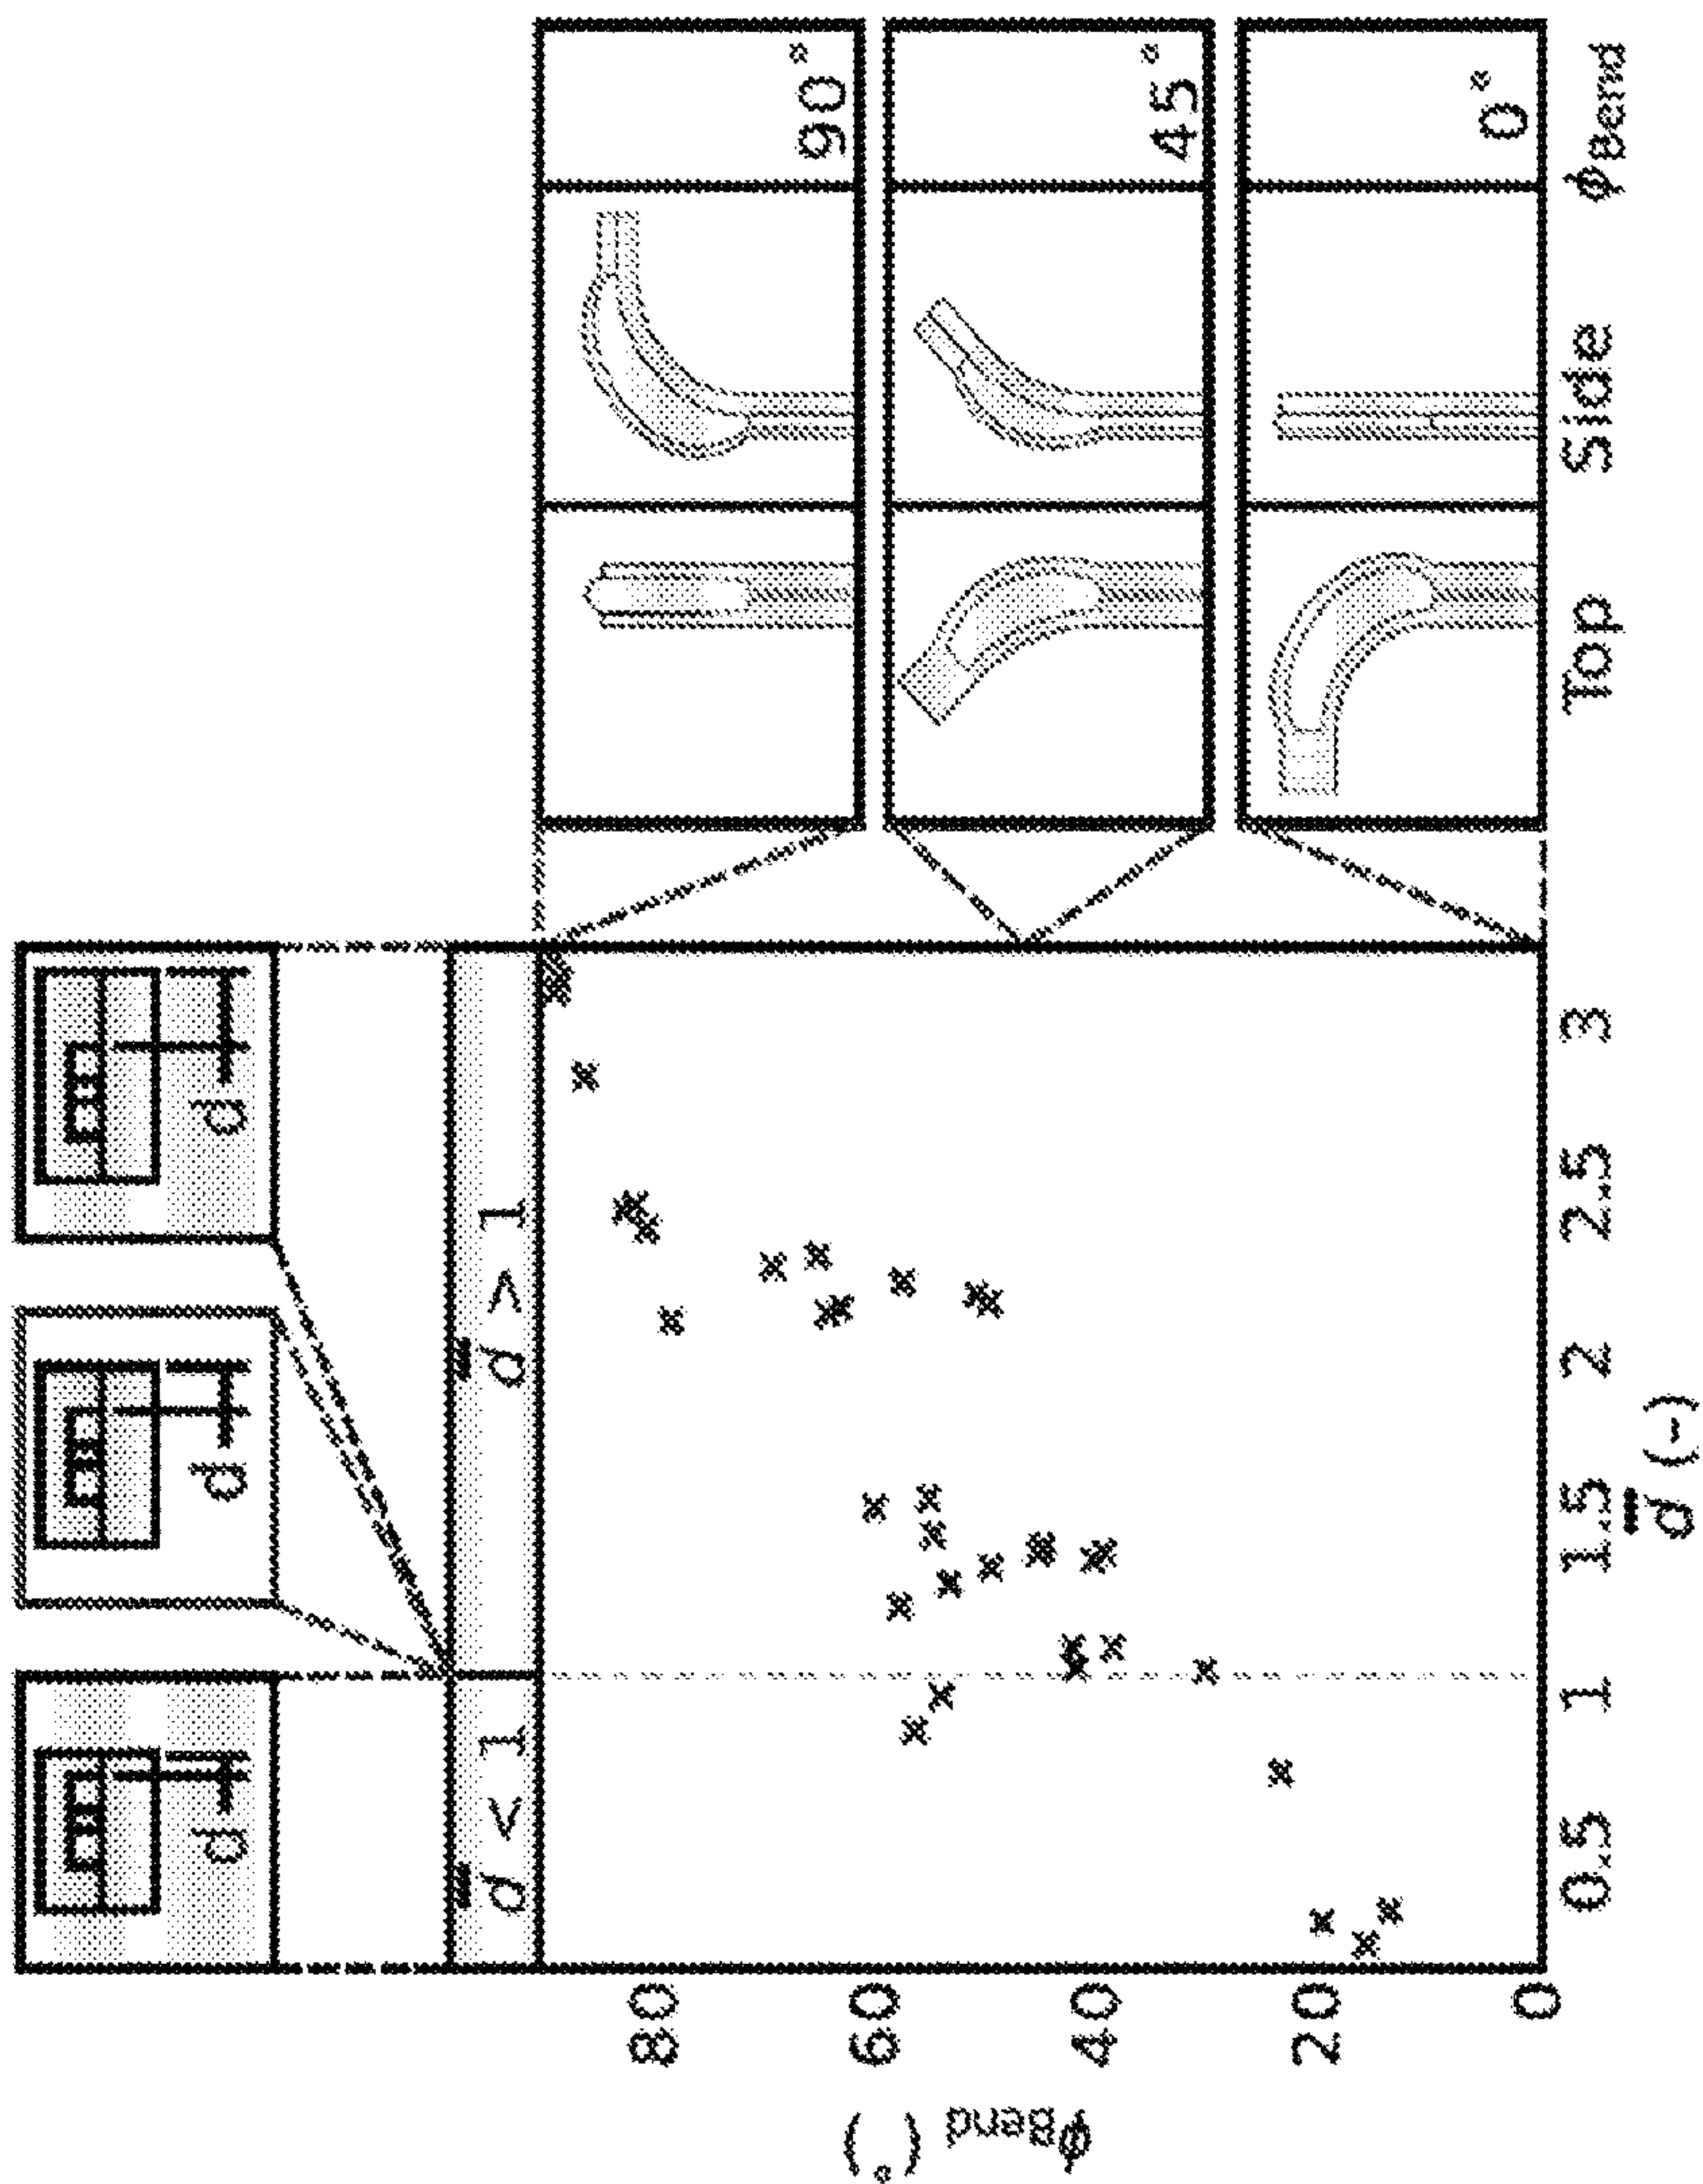 d
d
d
d̅ < 1
d̅ > 1
ϕBend (°)
80
60
40
20
0
0.5
1
1.5
2
2.5
3
d̅ (-)
90°
45°
0°
Top
Side
ϕBend